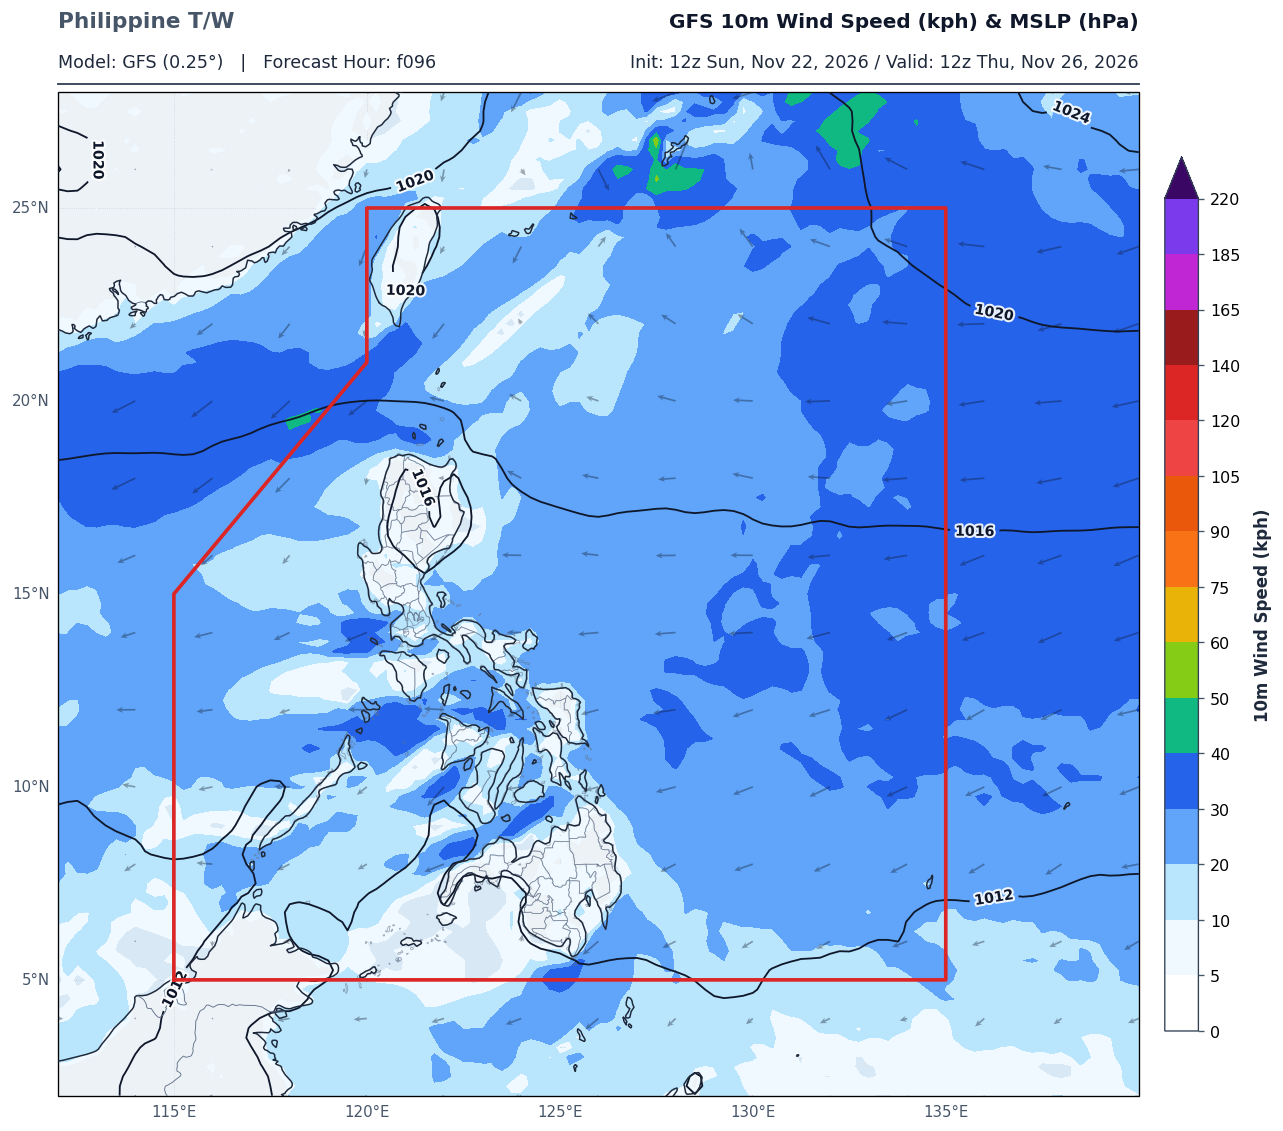 Philippine T/W
GFS 10m Wind Speed (kph) & MSLP (hPa)
Model: GFS (0.25°)   |   Forecast Hour: f096
Init: 12z Sun, Nov 22, 2026 / Valid: 12z Thu, Nov 26, 2026
1024
1020
1020
1020
1020
1016
1016
1012
1012
25°N
20°N
15°N
10°N
5°N
115°E
120°E
125°E
130°E
135°E
220
185
165
140
120
105
90
75
60
50
40
30
20
10
5
0
10m Wind Speed (kph)